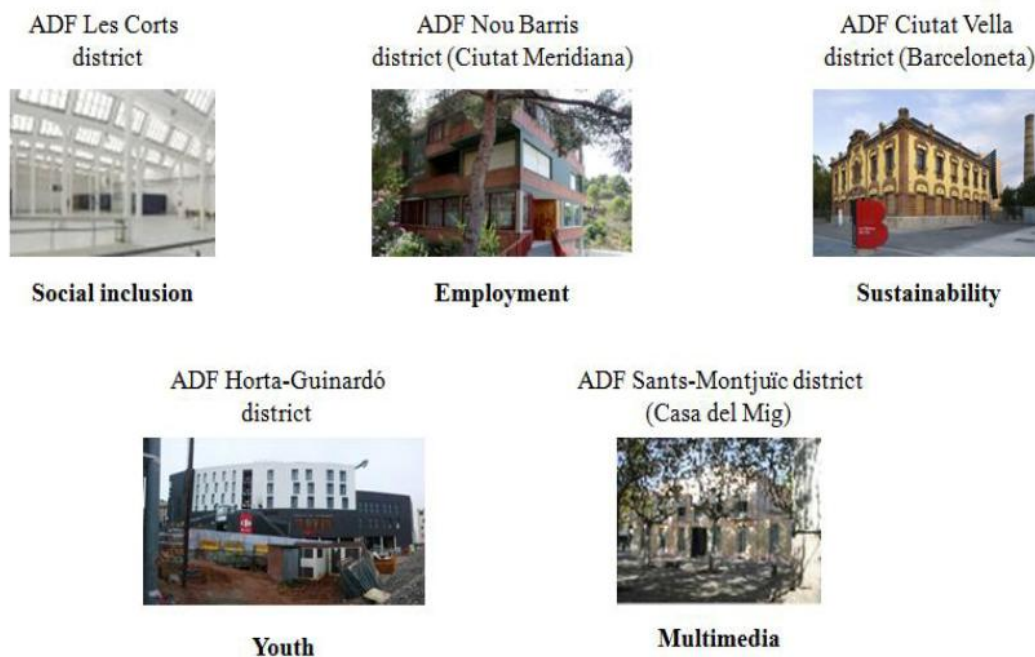 ADF Les Corts
district
ADF Nou Barris
district (Ciutat Meridiana)
ADF Ciutat Vella
district (Barceloneta)
Social inclusion
Employment
Sustainability
ADF Horta-Guinardó
district
ADF Sants-Montjuïc district
(Casa del Mig)
Youth
Multimedia